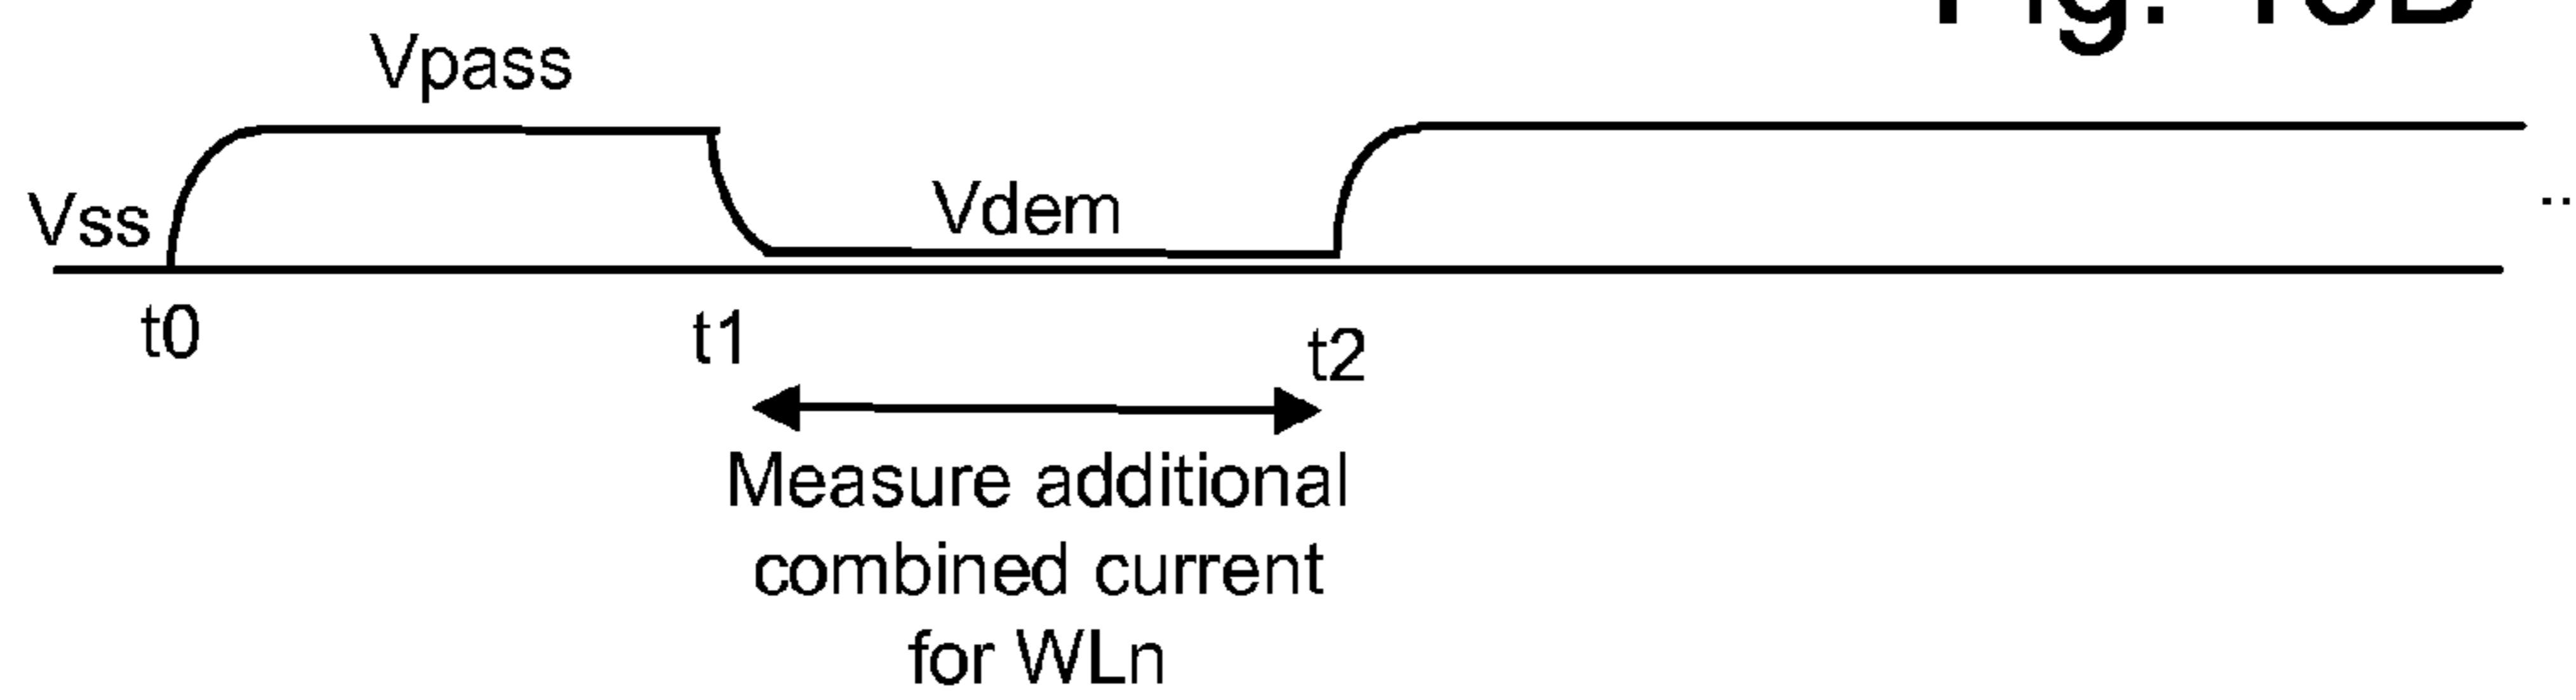 Vpass
Vss
Vdem
..
t0
t1
t2
Measure additional
combined current
for WLn